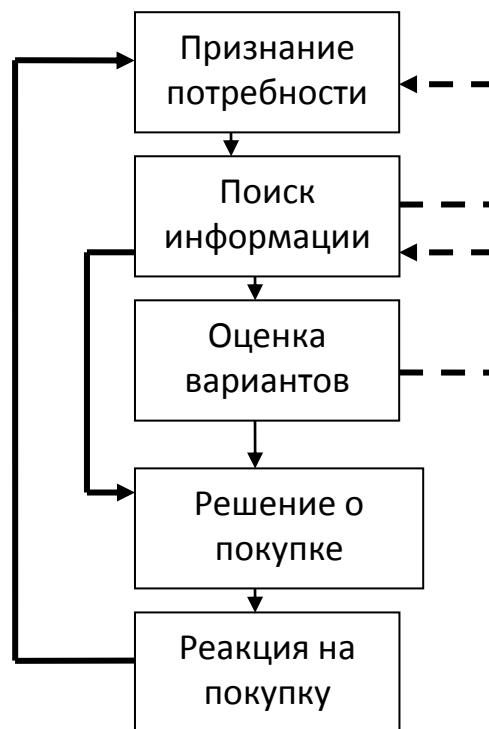 Признание
потребности
Поиск
информации
Оценка
вариантов
Решение о
покупке
Реакция на
покупку